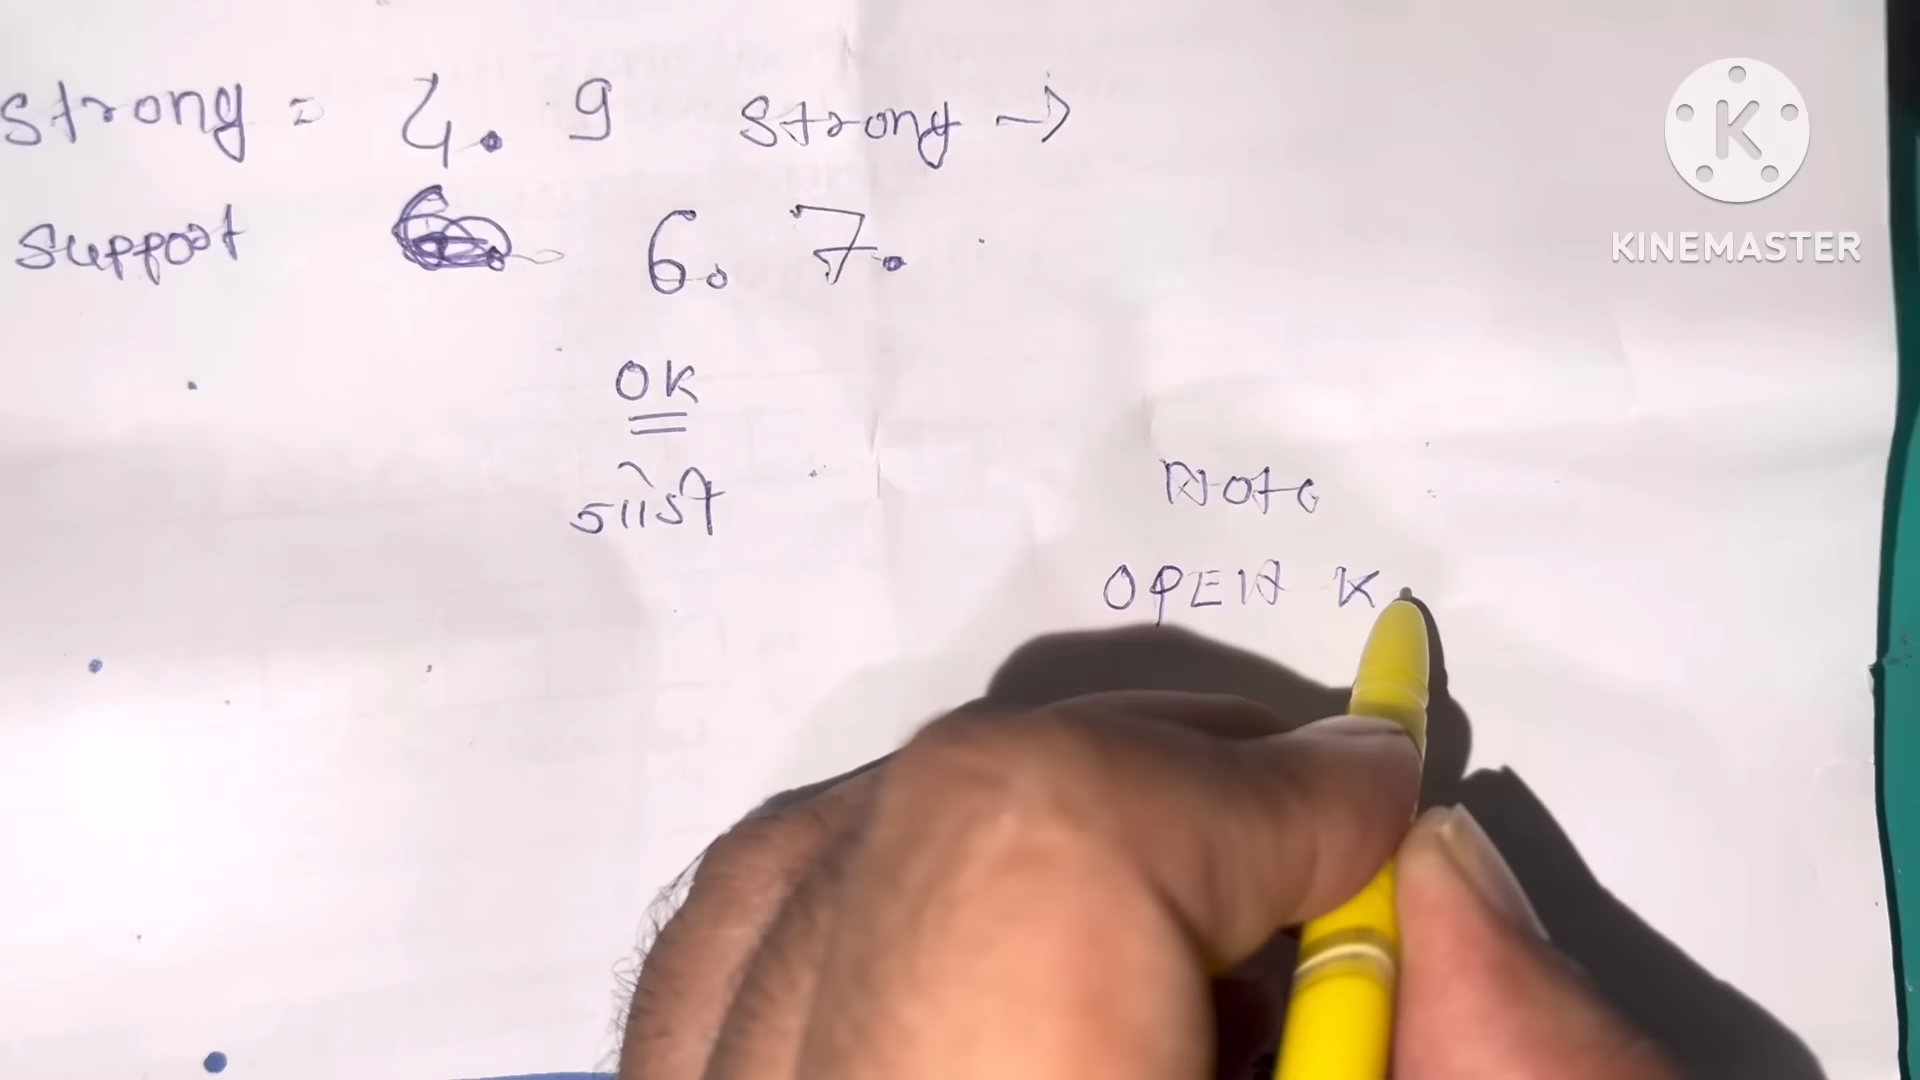 strong = 4. 9 strong →
support 6. 7.
OK
जोडी
Note
OPEN K
K
KINEMASTER